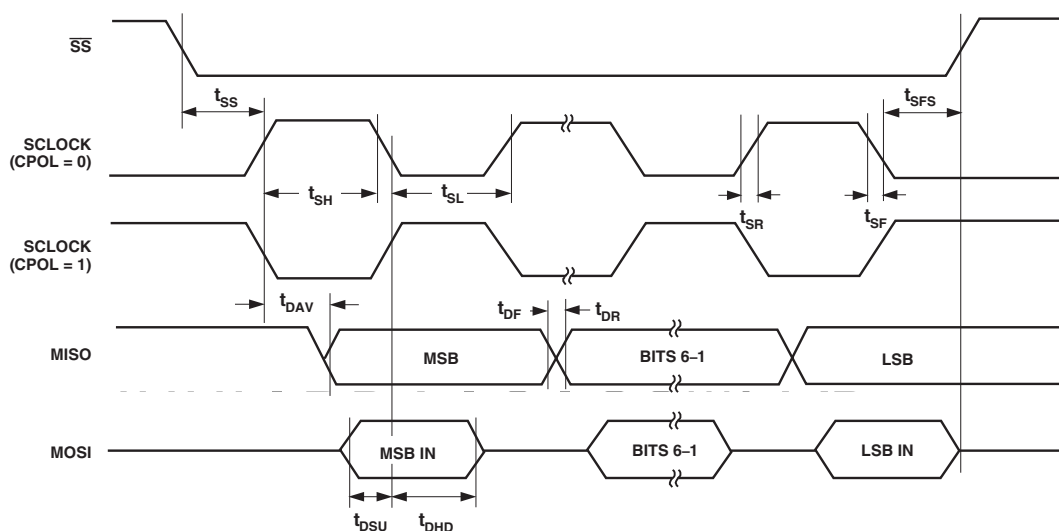 SS
tSS
tSFS
SCLOCK
(CPOL = 0)
tSH
tSL
tSR
tSF
SCLOCK
(CPOL = 1)
tDAV
tDF
tDR
MISO
MSB
BITS 6–1
LSB
MOSI
MSB IN
BITS 6–1
LSB IN
tDSU
tDHD